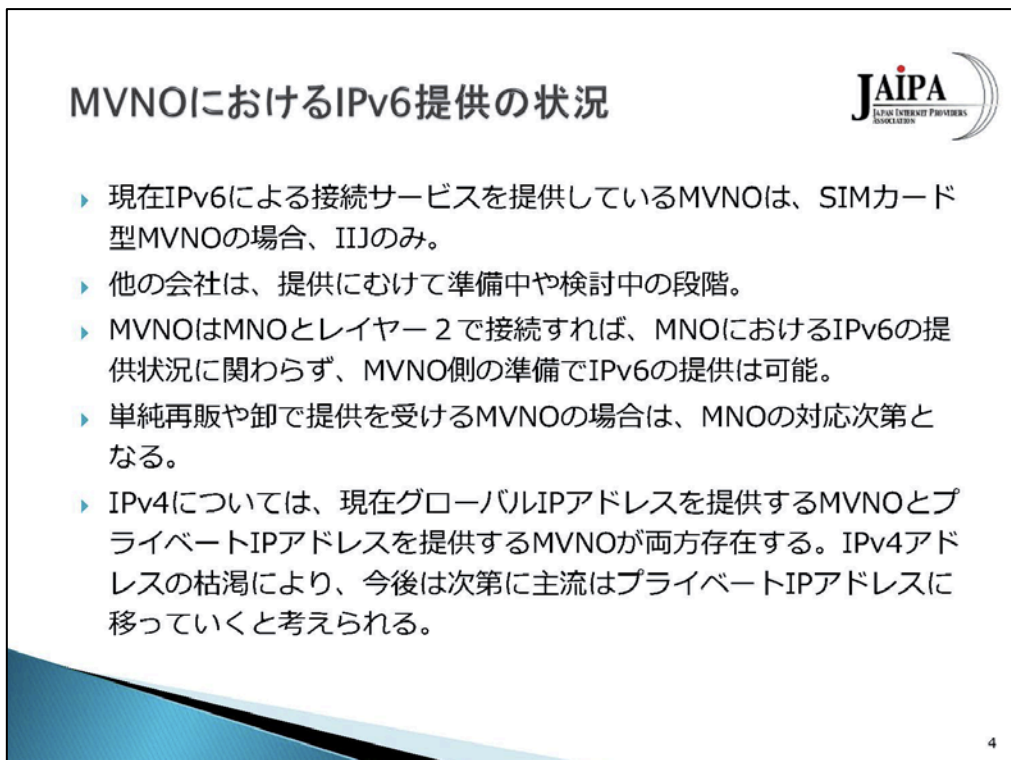 MVNOにおけるIPv6提供の状況
JAiPA
JAPAN INTERNET PROVIDERS
ASSOCIATION
現在IPv6による接続サービスを提供しているMVNOは、SIMカード
型MVNOの場合、IIJのみ。
他の会社は、提供にむけて準備中や検討中の段階。
MVNOはMNOとレイヤー２で接続すれば、MNOにおけるIPv6の提
供状況に関わらず、MVNO側の準備でIPv6の提供は可能。
単純再販や卸で提供を受けるMVNOの場合は、MNOの対応次第と
なる。
IPv4については、現在グローバルIPアドレスを提供するMVNOとプ
ライベートIPアドレスを提供するMVNOが両方存在する。IPv4アド
レスの枯渇により、今後は次第に主流はプライベートIPアドレスに
移っていくと考えられる。
4